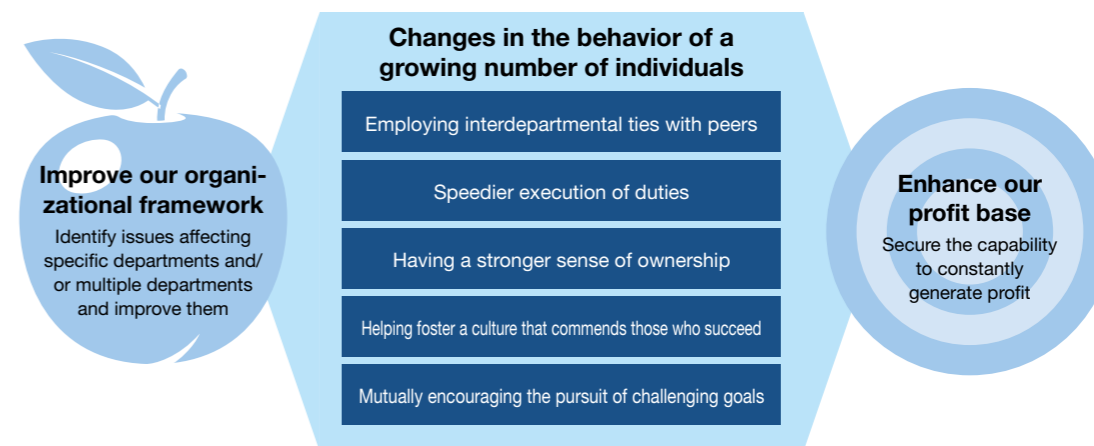 Improve our organi-
zational framework
Identify issues affecting
specific departments and/
or multiple departments
and improve them
Changes in the behavior of a
growing number of individuals
Employing interdepartmental ties with peers
Speedier execution of duties
Having a stronger sense of ownership
Helping foster a culture that commends those who succeed
Mutually encouraging the pursuit of challenging goals
Enhance our
profit base
Secure the capability
to constantly
generate profit